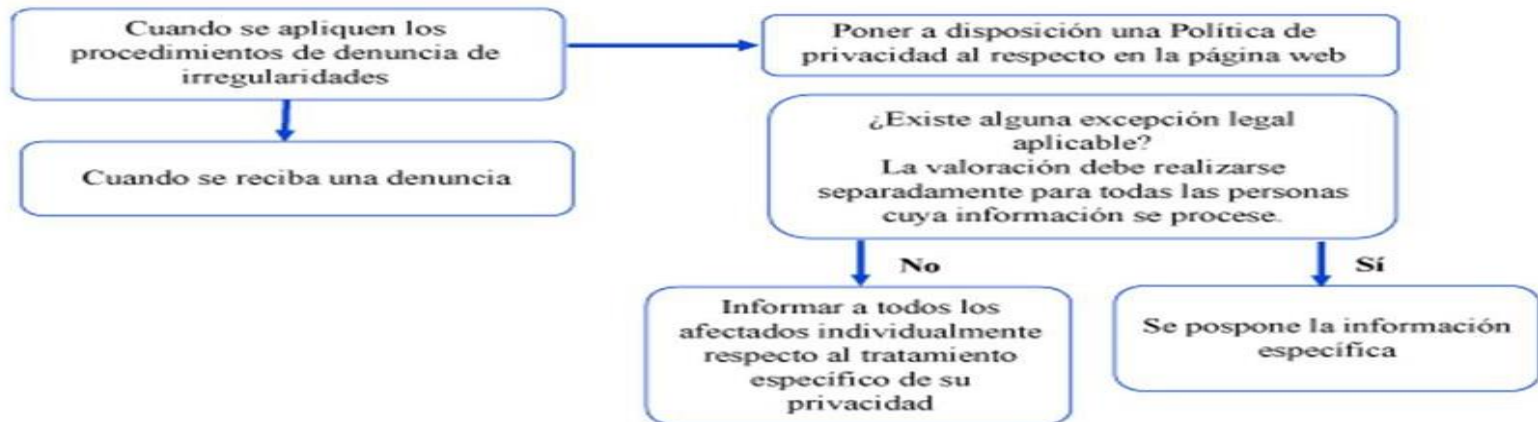 Cuando se apliquen los
procedimientos de denuncia de
irregularidades
Poner a disposición una Política de
privacidad al respecto en la página web
Cuando se reciba una denuncia
¿Existe alguna excepción legal
aplicable?
La valoración debe realizarse
separadamente para todas las personas
cuya información se procese.
No
Sí
Informar a todos los
afectados individualmente
respecto al tratamiento
específico de su
privacidad
Se pospone la información
específica